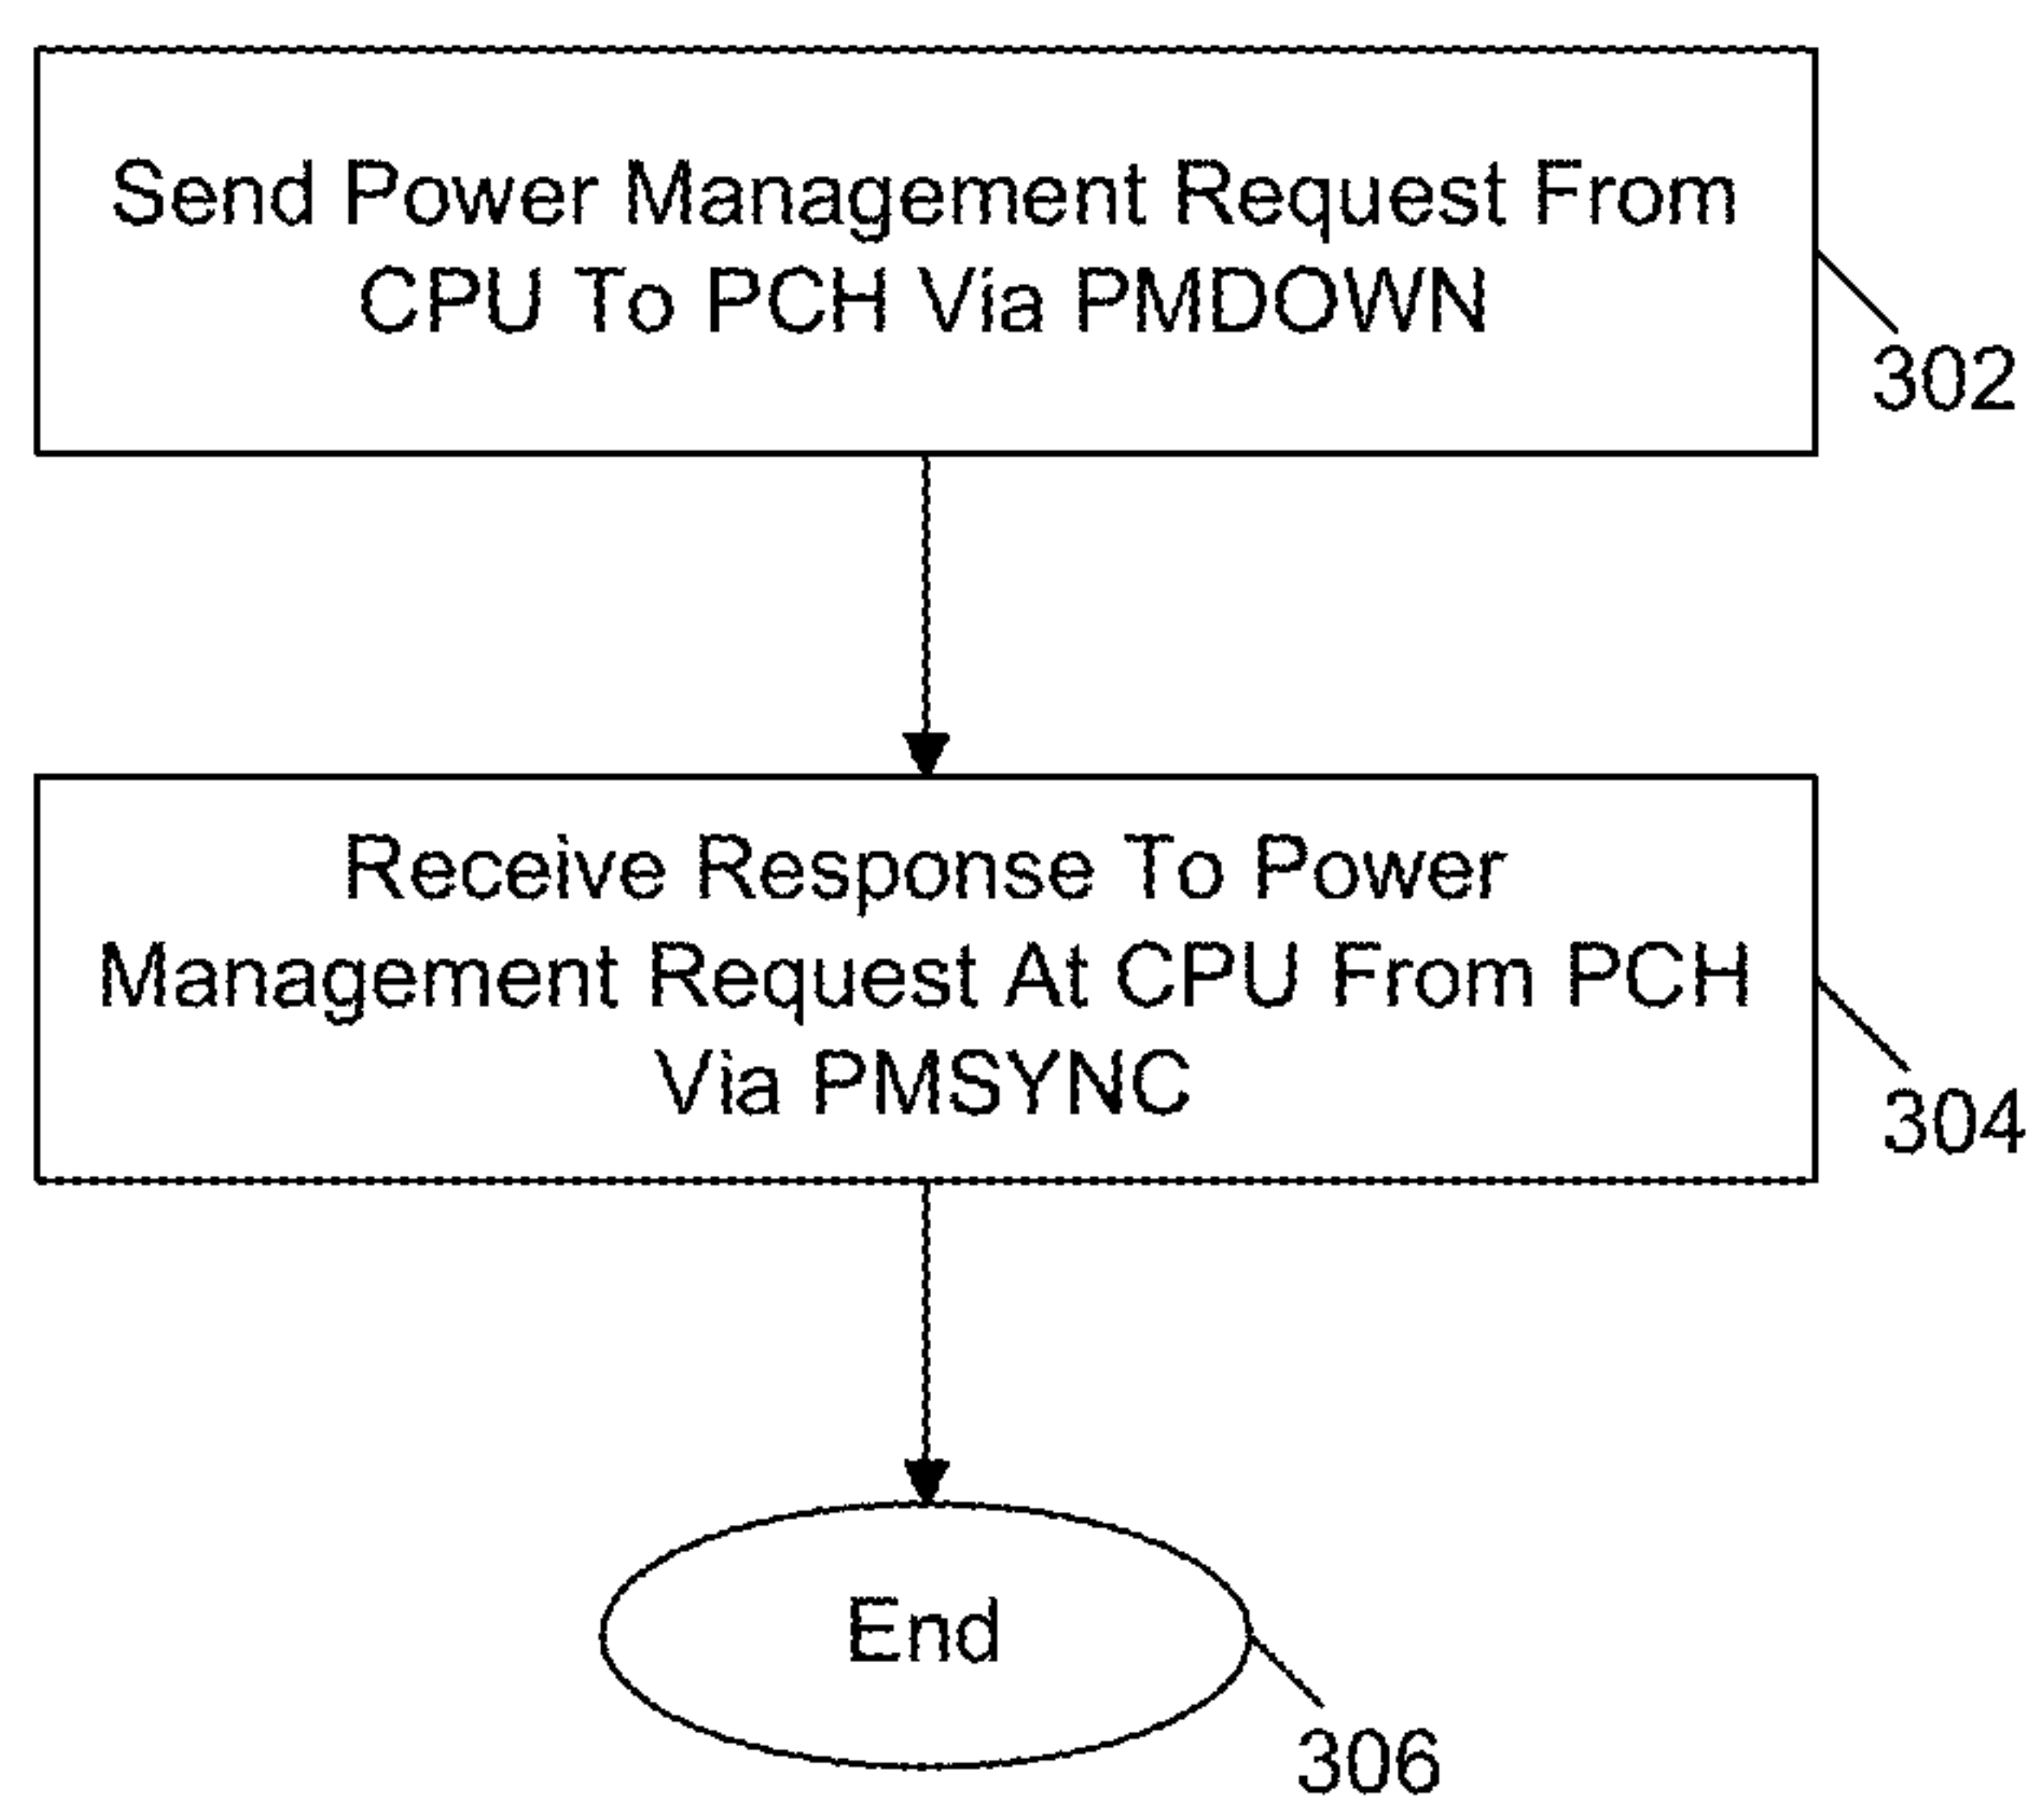 Send Power Management Request From
CPU To PCH Via PMDOWN
302
Receive Response To Power
Management Request At CPU From PCH
Via PMSYNC
304
End
306